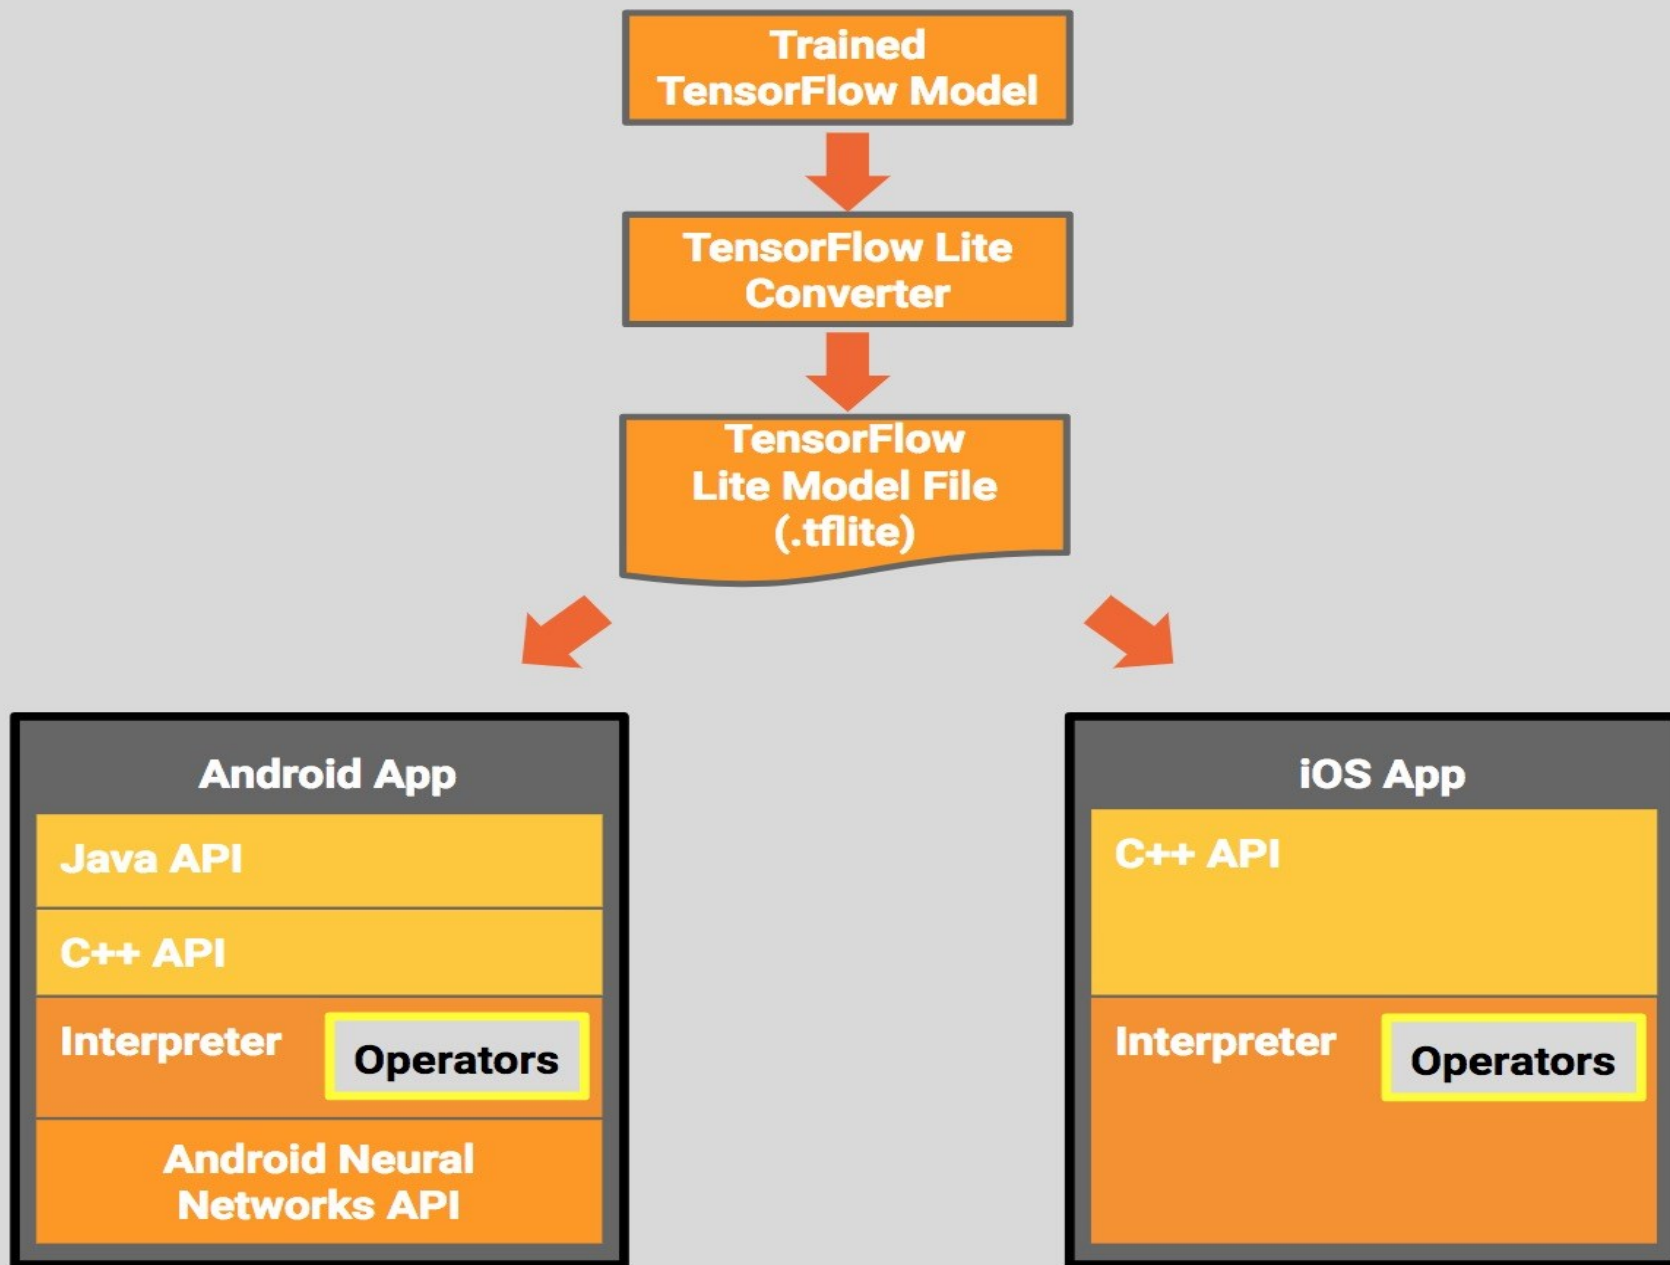 Trained
TensorFlow Model
TensorFlow Lite
Converter
TensorFlow
Lite Model File
(.tflite)
Android App
Java API
C++ API
Interpreter
Operators
Android Neural
Networks API
iOS App
C++ API
Interpreter
Operators